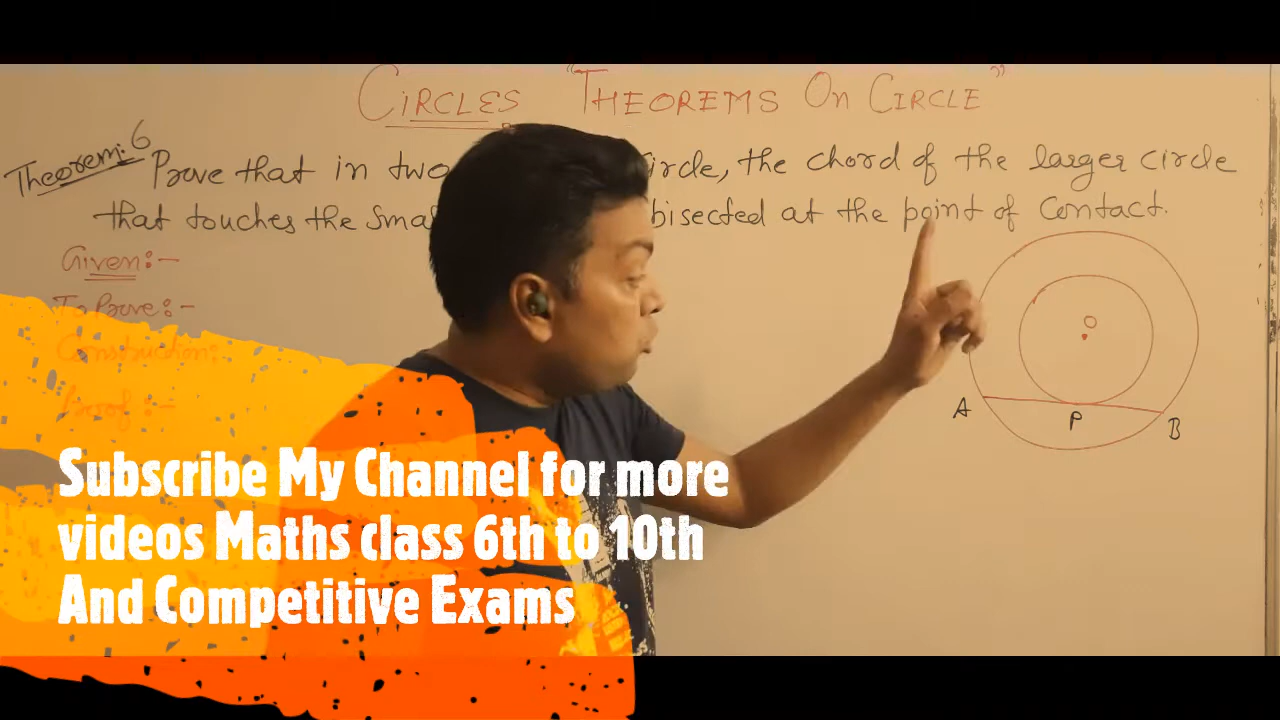 CIRCLES "THEOREMS On CIRCLE"
Theorem: 6 Prove that in two ircle, the chord of the larger circle
that touches the Sma bisected at the point of Contact.
Given:-
To Prove:-
Construction:
Proof:-
O
A P B
Subscribe My Channel for more
videos Maths class 6th to 10th
And Competitive Exams